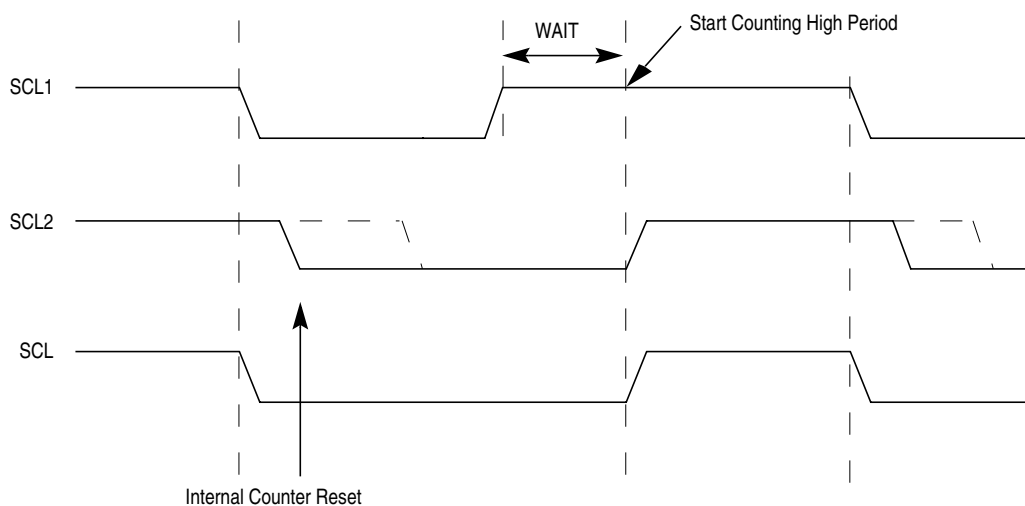 Start Counting High Period
WAIT
SCL1
SCL2
SCL
Internal Counter Reset